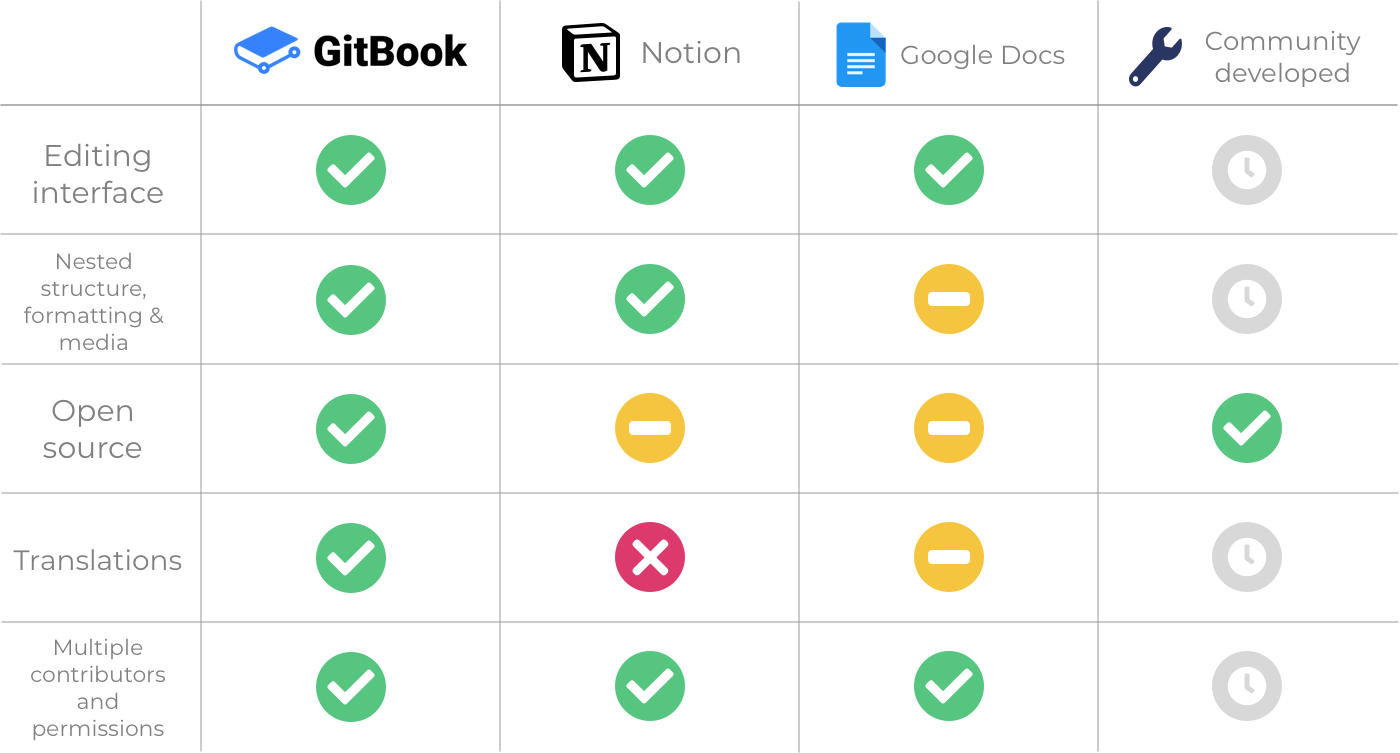 GitBook
N Notion
Google Docs
Community
developed
Editing
interface
Nested
structure,
formatting &
media
Open
source
Translations
Multiple
contributors
and
permissions